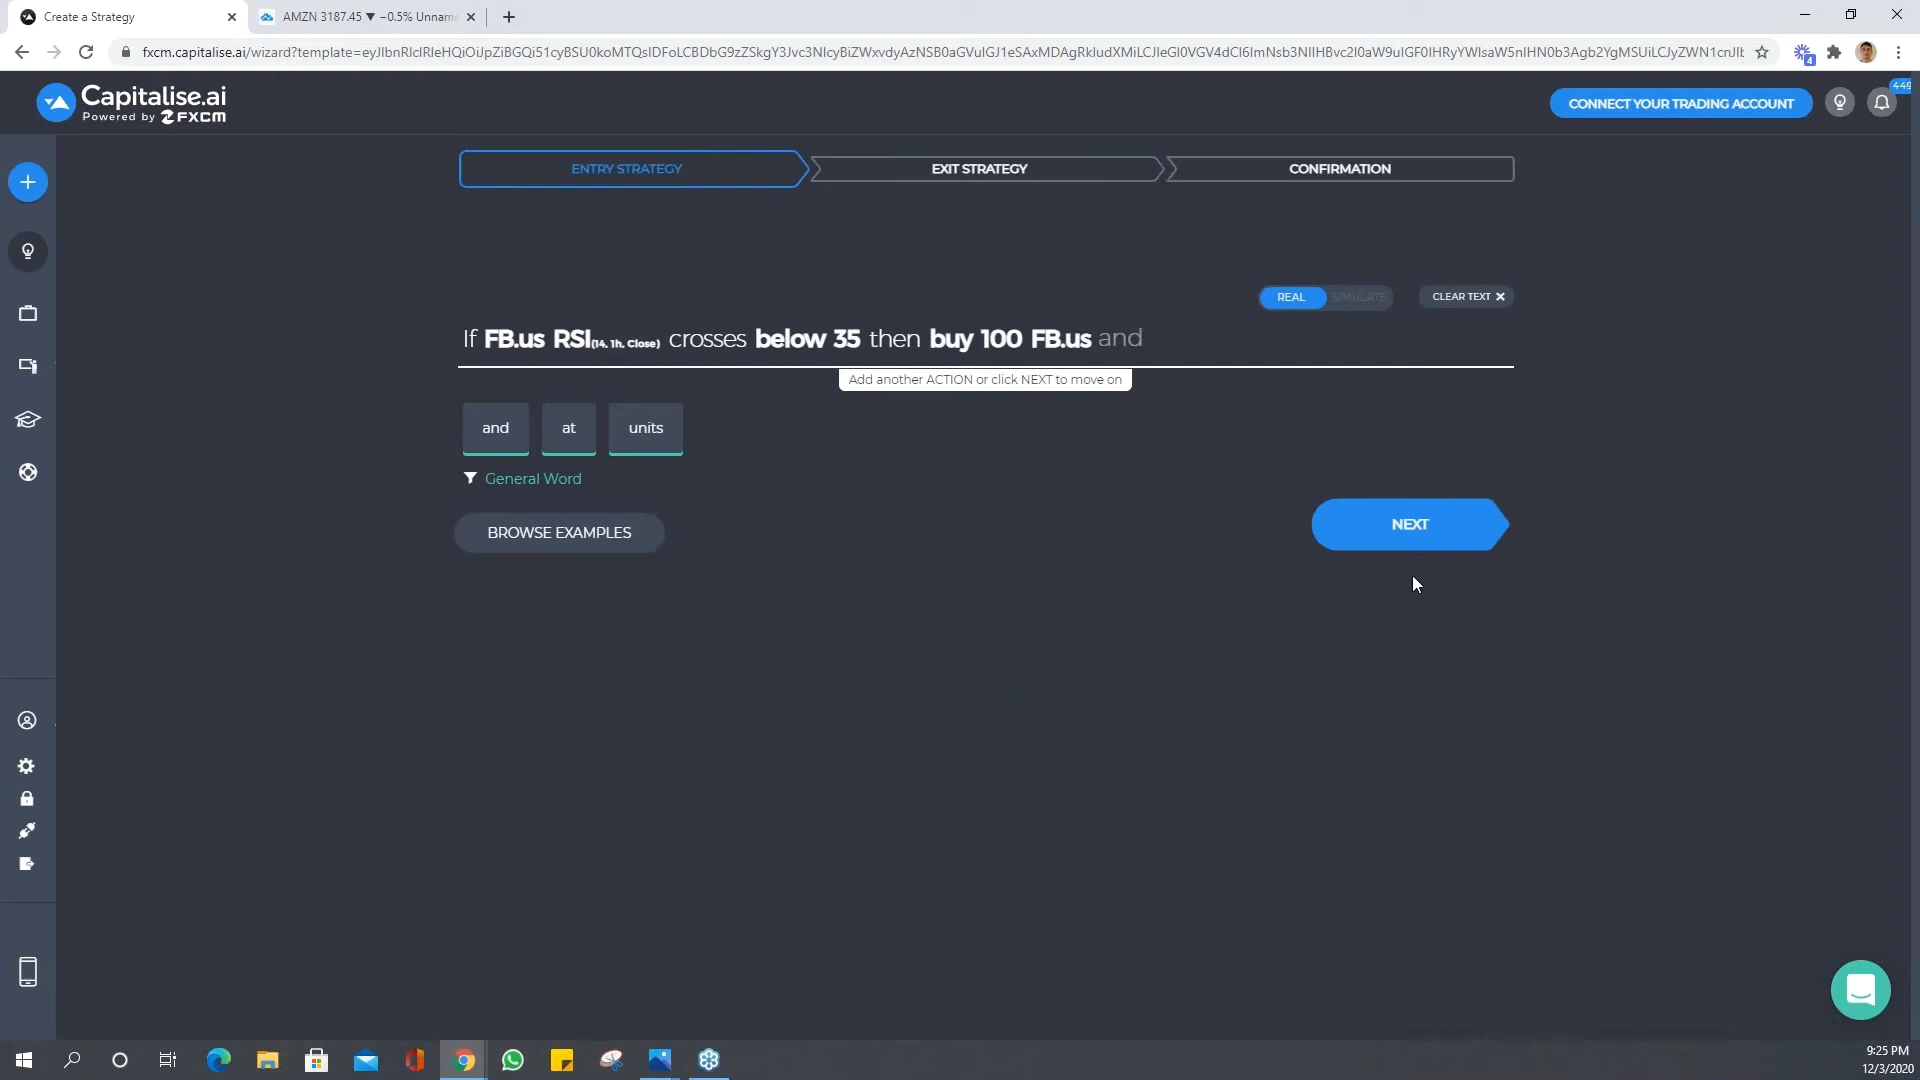 Create a Strategy
AMZN 3187.45 ▼ −0.5% Unnam
fxcm.capitalise.ai/wizard?template=
449
4
Capitalise.ai
Powered by FXCM
CONNECT YOUR TRADING ACCOUNT
ENTRY STRATEGY
EXIT STRATEGY
CONFIRMATION
REAL
SIMULATE
CLEAR TEXT ✕
If FB.us RSI(14, 1h, Close) crosses below 35 then buy 100 FB.us and
Add another ACTION or click NEXT to move on
and
at
units
General Word
BROWSE EXAMPLES
NEXT
9:25 PM
12/3/2020